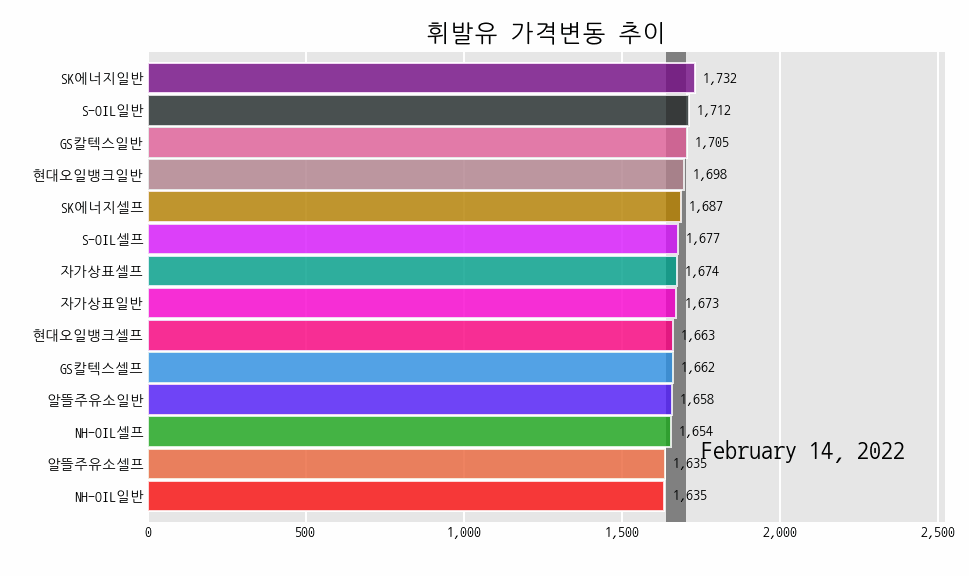 휘발유 가격변동 추이
SK에너지일반 1,732
S-OIL일반 1,712
GS칼텍스일반 1,705
현대오일뱅크일반 1,698
SK에너지셀프 1,687
S-OIL셀프 1,677
자가상표셀프 1,674
자가상표일반 1,673
현대오일뱅크셀프 1,663
GS칼텍스셀프 1,662
알뜰주유소일반 1,658
NH-OIL셀프 1,654
February 14, 2022
알뜰주유소셀프 1,635
NH-OIL일반 1,635
0 500 1,000 1,500 2,000 2,500